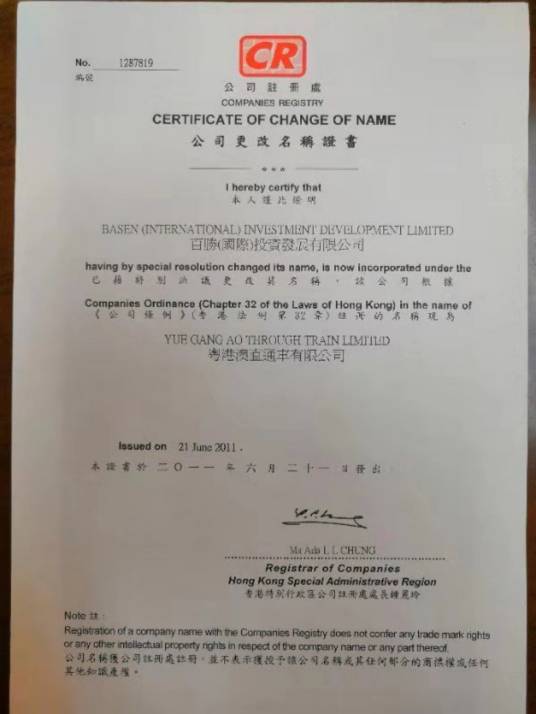 No. 1287819
編號
CR
公司註冊處
COMPANIES REGISTRY
CERTIFICATE OF CHANGE OF NAME
公司更改名稱證書
I hereby certify that
本人謹此證明
BASEN (INTERNATIONAL) INVESTMENT DEVELOPMENT LIMITED
百勝(國際)投資發展有限公司
having by special resolution changed its name, is now incorporated under the
已藉特別決議更改其名稱，該公司根據
Companies Ordinance (Chapter 32 of the Laws of Hong Kong) in the name of
《公司條例》(香港法例第32章)註冊的名稱現為
YUE GANG AO THROUGH TRAIN LIMITED
粵港澳直通車有限公司
Issued on 21 June 2011.
本證書於二〇一一年六月二十一日發出。
Ms Ada L L CHUNG
Registrar of Companies
Hong Kong Special Administrative Region
香港特別行政區公司註冊處處長鍾麗玲
Note 註:
Registration of a company name with the Companies Registry does not confer any trade mark rights
or any other intellectual property rights in respect of the company name or any part thereof.
公司名稱獲公司註冊處註冊，並不表示獲授予該公司名稱或其任何部分的商標權或任何
其他知識產權。